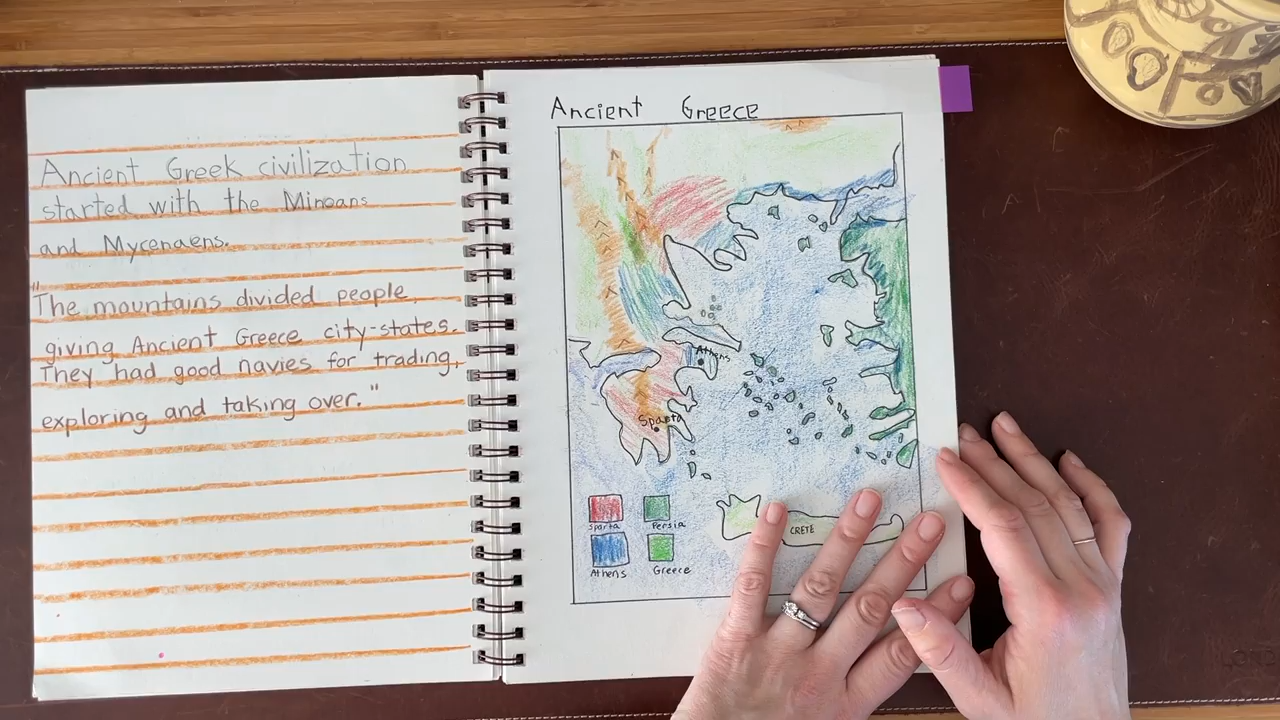 Ancient Greek civilization
started with the Minoans
and Mycenaens.
"The mountains divided people,
giving Ancient Greece city-states.
They had good navies for trading,
exploring and taking over."
Ancient Greece
Athens
Sparta
CRETE
Sparta
Persia
Athens
Greece